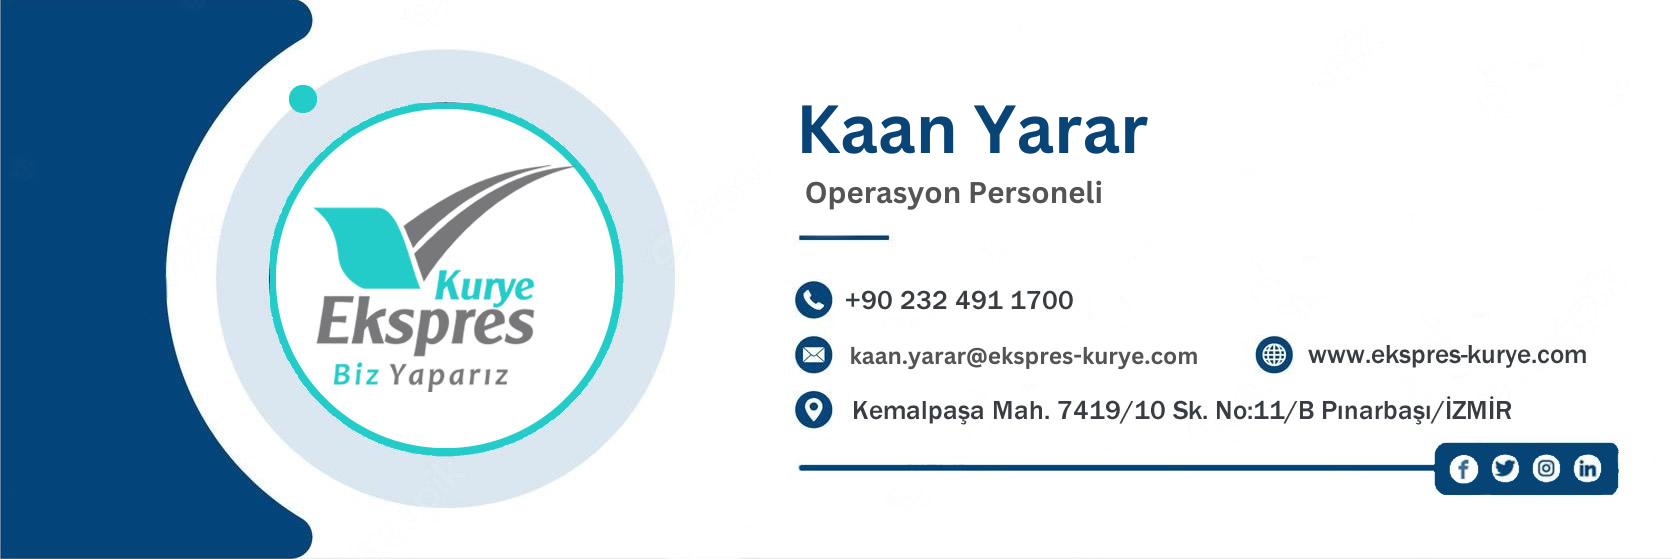 Kurye
Ekspres
Biz Yaparız
Kaan Yarar
Operasyon Personeli
+90 232 491 1700
kaan.yarar@ekspres-kurye.com
www.ekspres-kurye.com
Kemalpaşa Mah. 7419/10 Sk. No:11/B Pınarbaşı/İZMİR